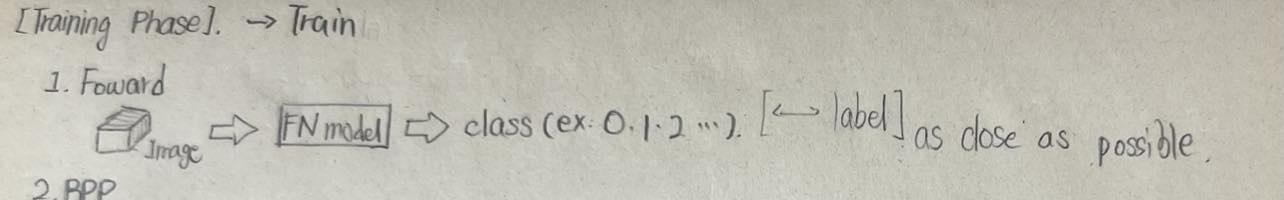 [Training Phase]. → Train
1. Foward
Image ⇨ FN model ⇨ class (ex: 0. 1. 2 ...). [↔ label] as close as possible.
2. BPP